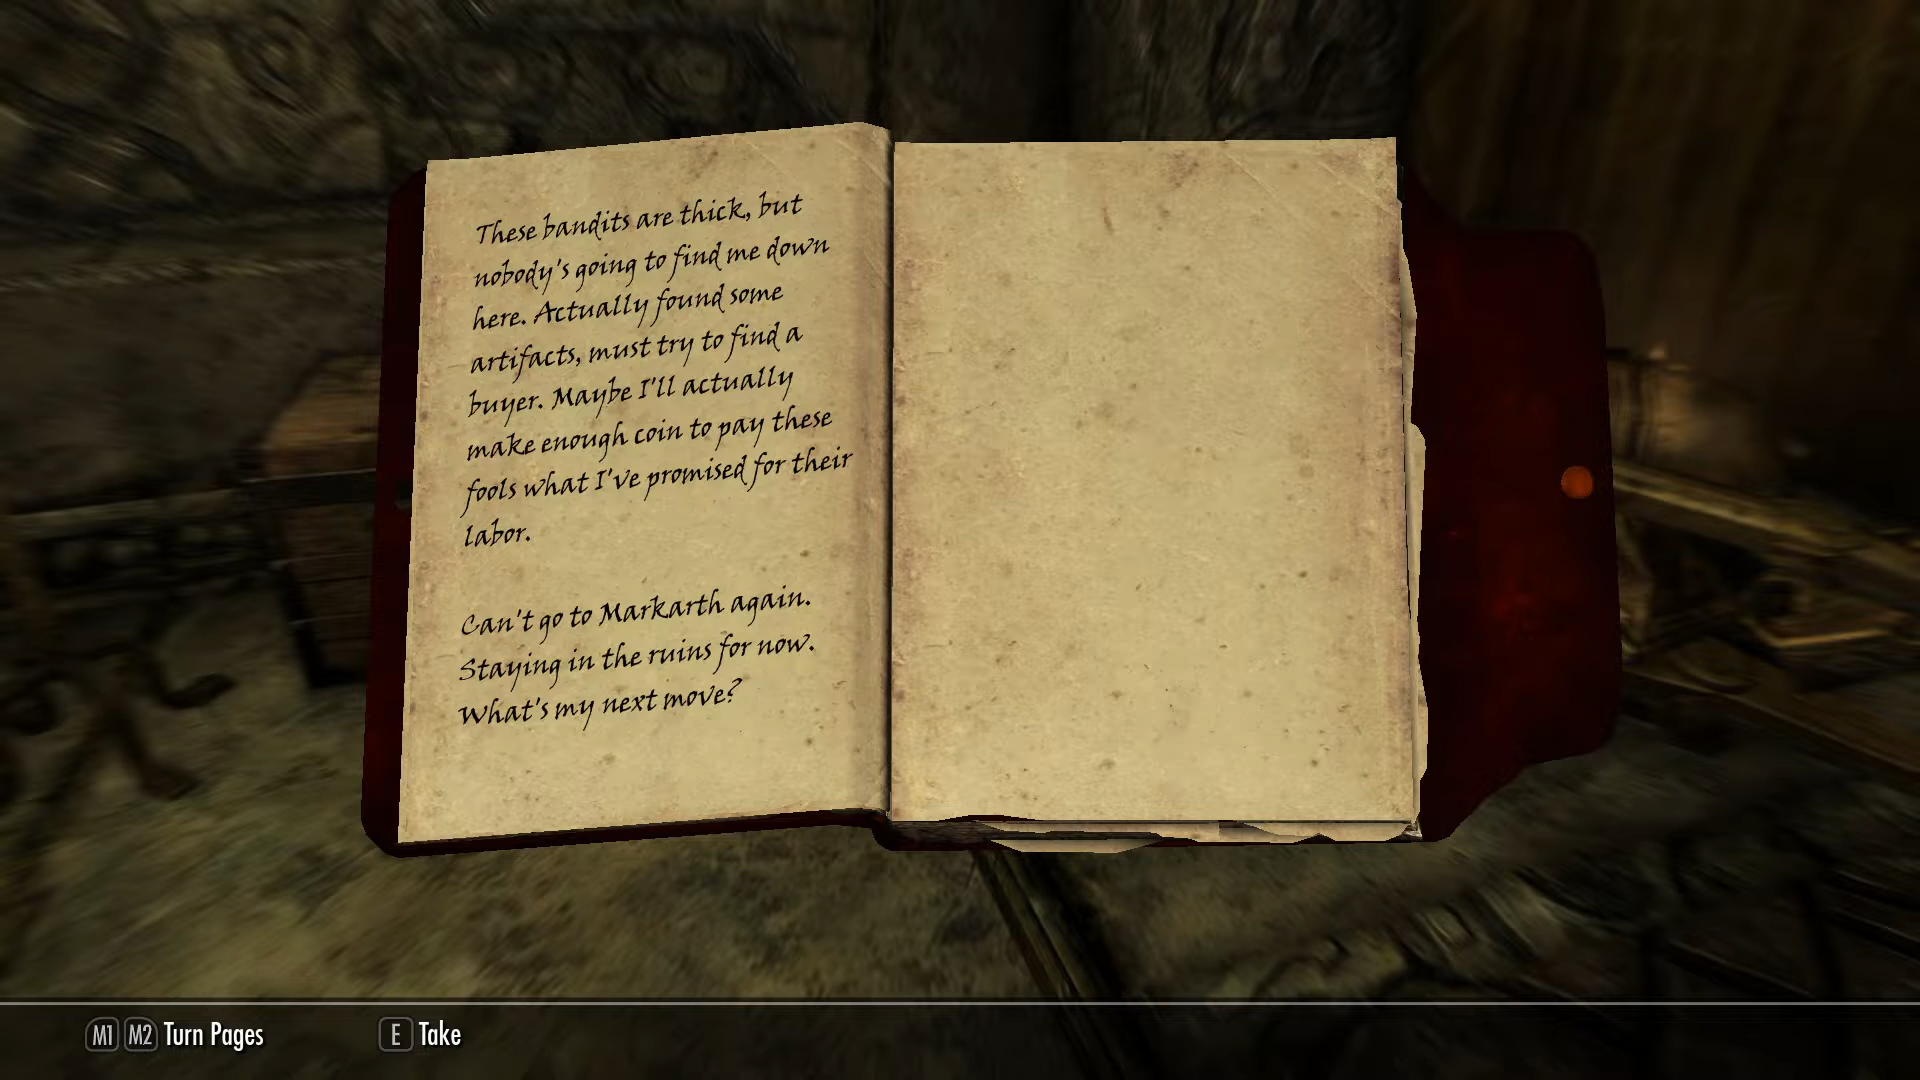 These bandits are thick, but
nobody's going to find me down
here. Actually found some
artifacts, must try to find a
buyer. Maybe I'll actually
make enough coin to pay these
fools what I've promised for their
labor.
Can't go to Markarth again.
Staying in the ruins for now.
What's my next move?
M1 M2 Turn Pages E Take